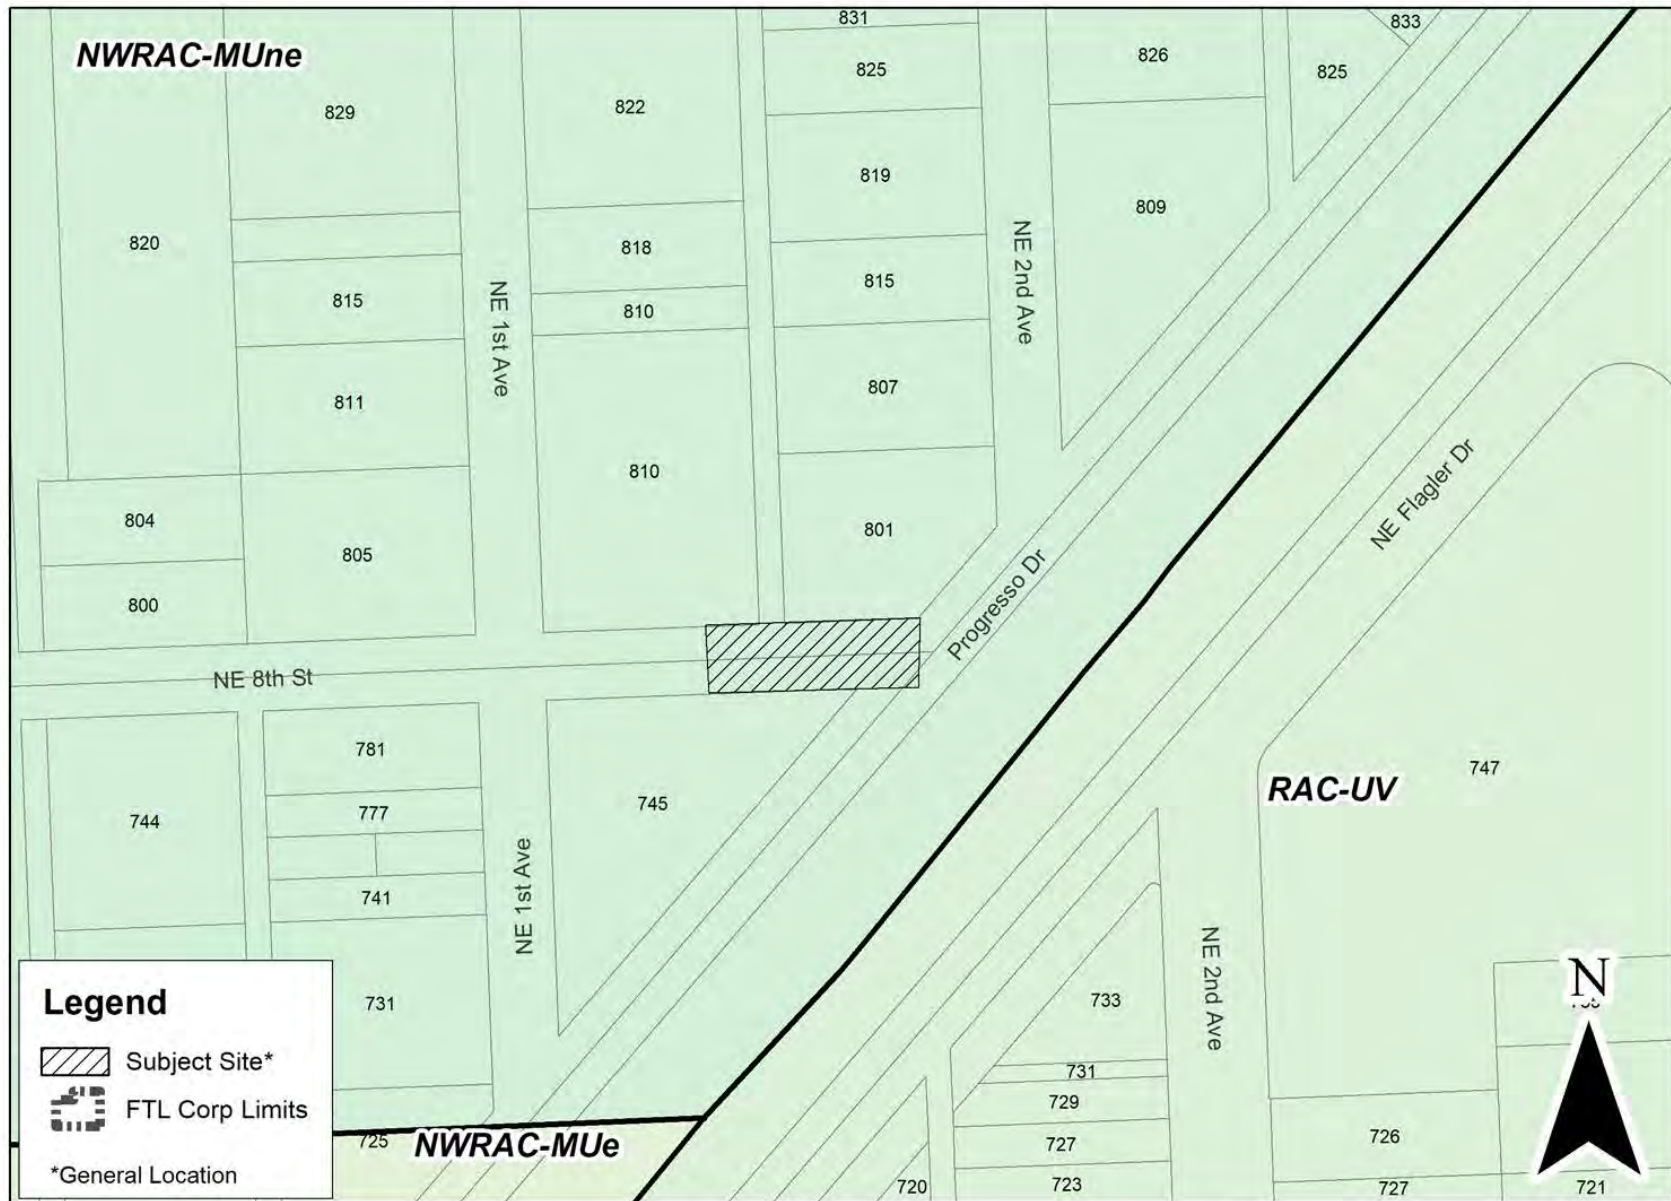 NWRAC-MUne
831
833
825
826
825
829
822
819
809
820
818
815
815
810
NE 1st Ave
NE 2nd Ave
811
807
810
NE Flagler Dr
804
805
801
800
Progresso Dr
NE 8th St
781
745
747
RAC-UV
744
777
741
NE 1st Ave
NE 2nd Ave
733
N
731
731
729
726
727
725
NWRAC-MUe
720
723
727
721
Legend
Subject Site*
FTL Corp Limits
*General Location